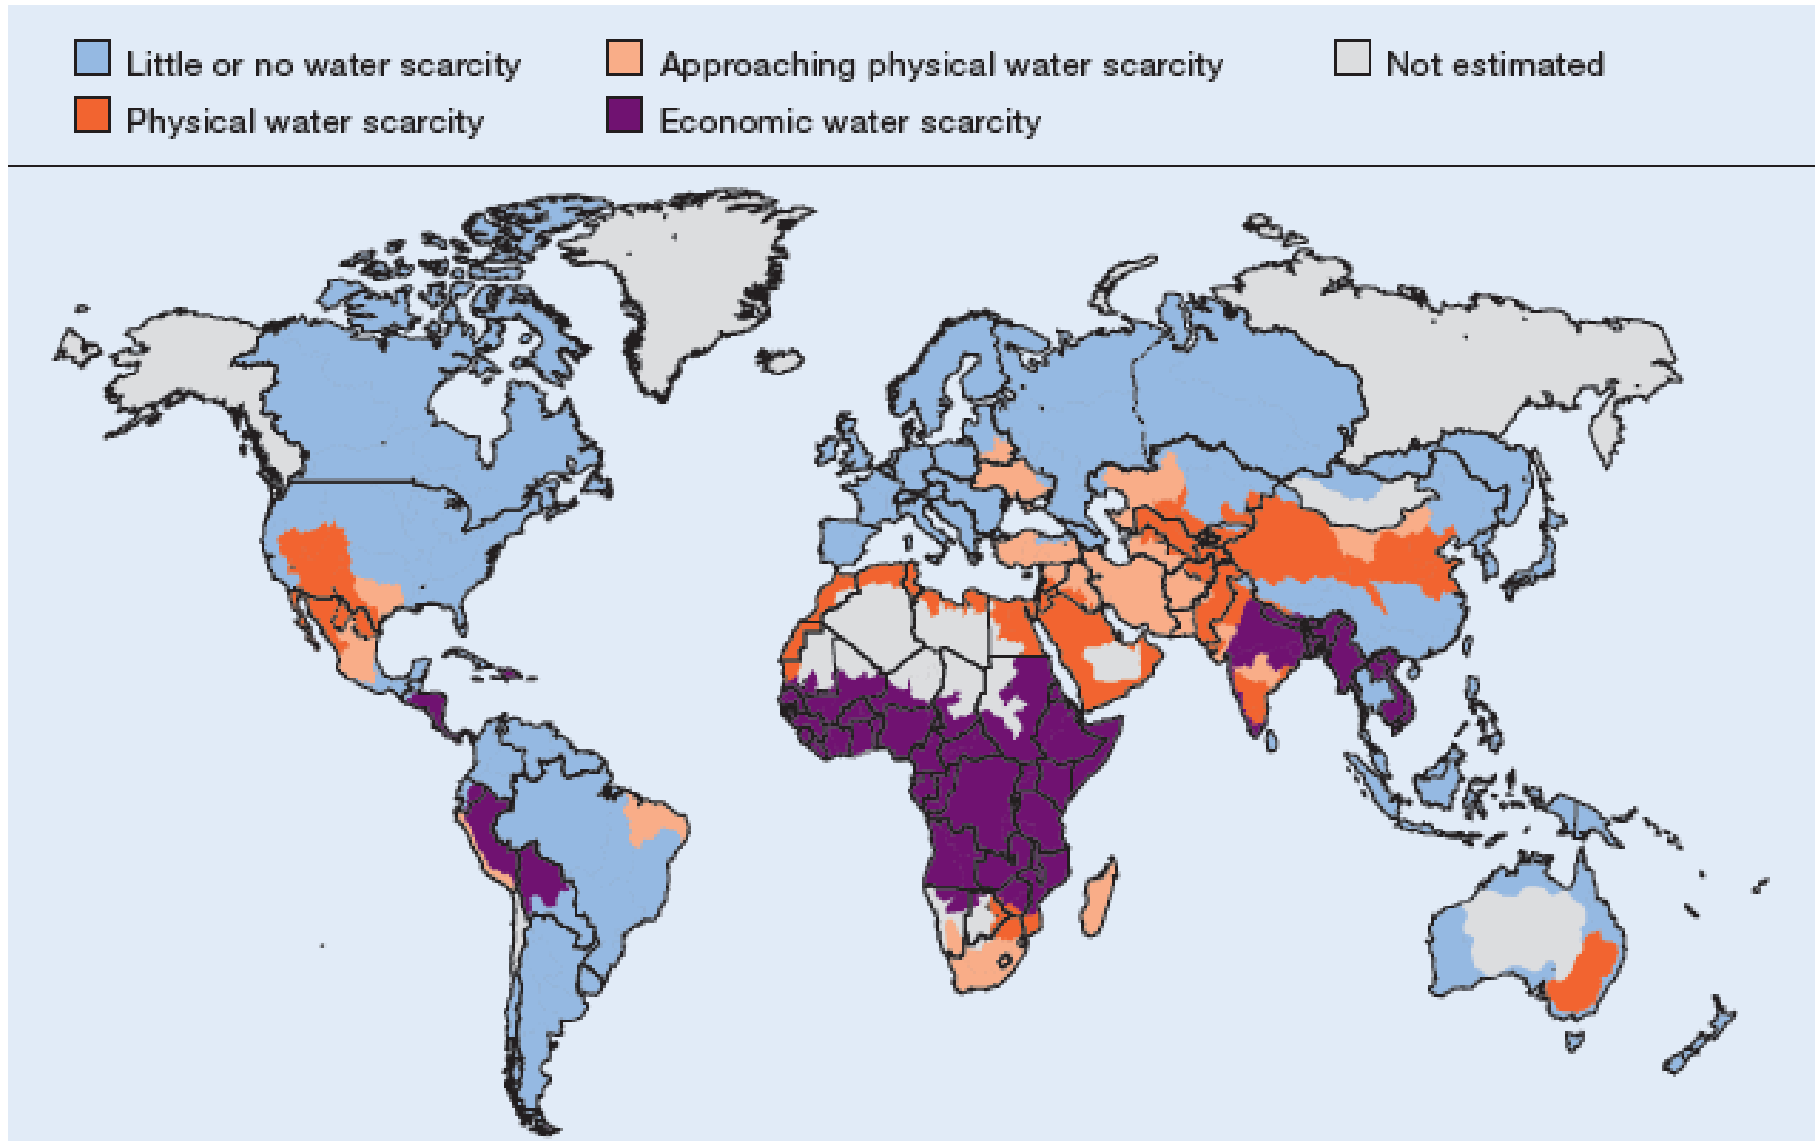 Little or no water scarcity
Approaching physical water scarcity
Not estimated
Physical water scarcity
Economic water scarcity